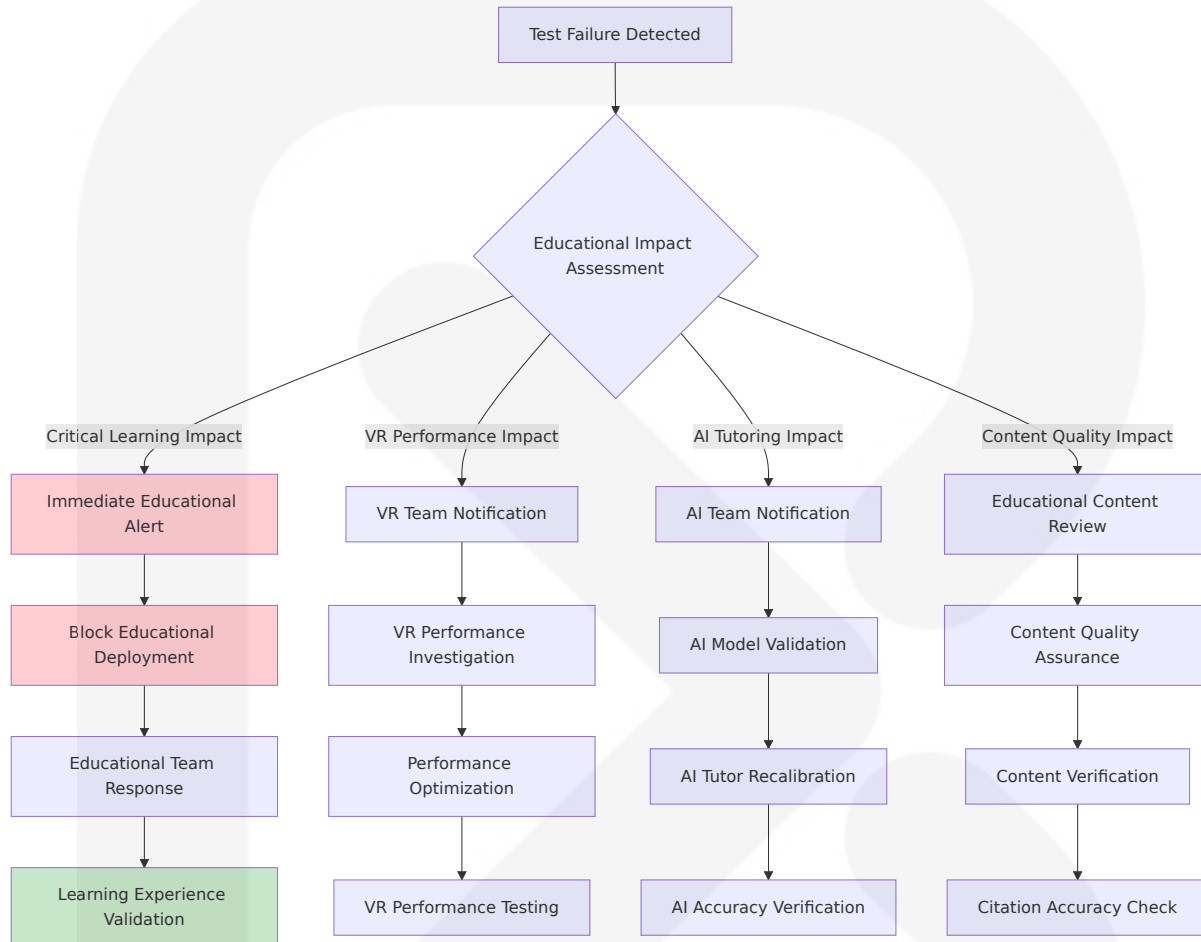 Test Failure Detected
Educational Impact
Assessment
Critical Learning Impact
VR Performance Impact
AI Tutoring Impact
Content Quality Impact
Immediate Educational
Alert
VR Team Notification
AI Team Notification
Educational Content
Review
Block Educational
Deployment
VR Performance
Investigation
AI Model Validation
Content Quality
Assurance
Educational Team
Response
Performance
Optimization
AI Tutor Recalibration
Content Verification
Learning Experience
Validation
VR Performance Testing
AI Accuracy Verification
Citation Accuracy Check